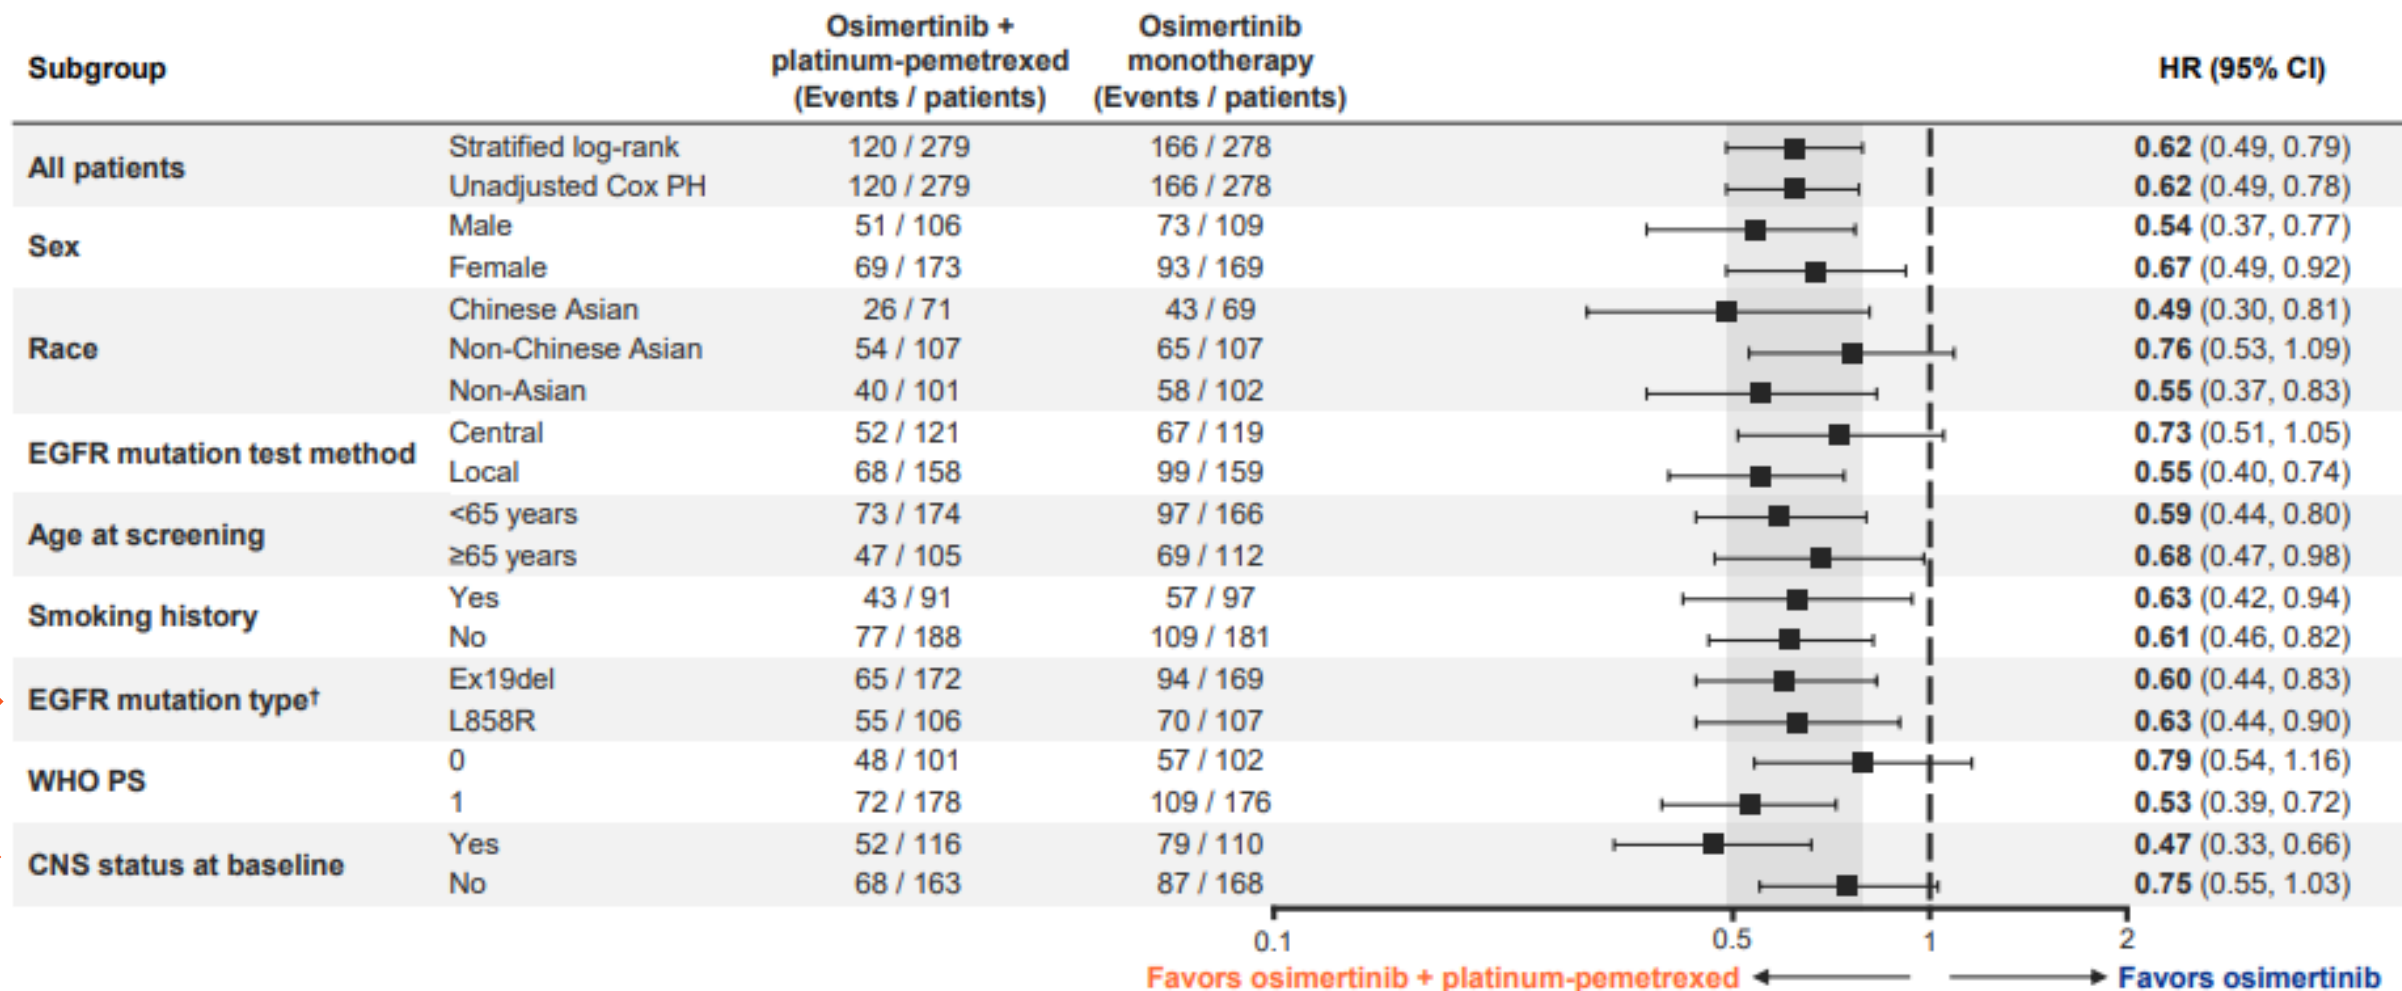 Subgroup Osimertinib + platinum-pemetrexed (Events / patients) Osimertinib monotherapy (Events / patients) HR (95% CI)
All patients
Stratified log-rank 120 / 279 166 / 278 0.62 (0.49, 0.79)
Unadjusted Cox PH 120 / 279 166 / 278 0.62 (0.49, 0.78)
Sex
Male 51 / 106 73 / 109 0.54 (0.37, 0.77)
Female 69 / 173 93 / 169 0.67 (0.49, 0.92)
Race
Chinese Asian 26 / 71 43 / 69 0.49 (0.30, 0.81)
Non-Chinese Asian 54 / 107 65 / 107 0.76 (0.53, 1.09)
Non-Asian 40 / 101 58 / 102 0.55 (0.37, 0.83)
EGFR mutation test method
Central 52 / 121 67 / 119 0.73 (0.51, 1.05)
Local 68 / 158 99 / 159 0.55 (0.40, 0.74)
Age at screening
<65 years 73 / 174 97 / 166 0.59 (0.44, 0.80)
≥65 years 47 / 105 69 / 112 0.68 (0.47, 0.98)
Smoking history
Yes 43 / 91 57 / 97 0.63 (0.42, 0.94)
No 77 / 188 109 / 181 0.61 (0.46, 0.82)
EGFR mutation type†
Ex19del 65 / 172 94 / 169 0.60 (0.44, 0.83)
L858R 55 / 106 70 / 107 0.63 (0.44, 0.90)
WHO PS
0 48 / 101 57 / 102 0.79 (0.54, 1.16)
1 72 / 178 109 / 176 0.53 (0.39, 0.72)
CNS status at baseline
Yes 52 / 116 79 / 110 0.47 (0.33, 0.66)
No 68 / 163 87 / 168 0.75 (0.55, 1.03)
0.1 0.5 1 2
Favors osimertinib + platinum-pemetrexed Favors osimertinib